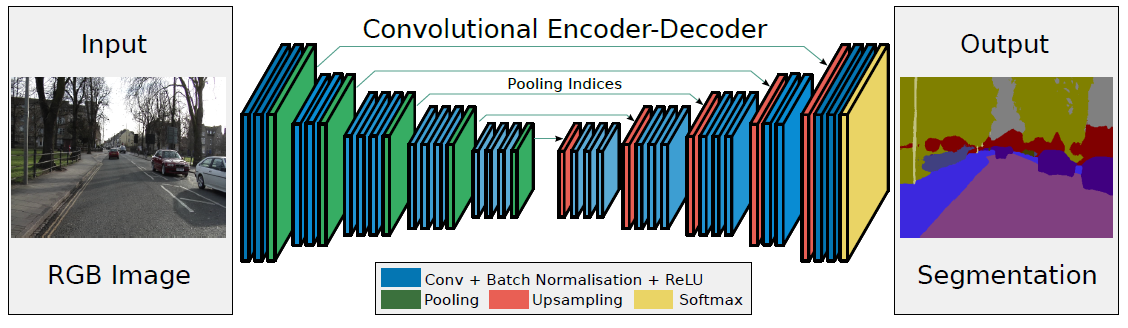 Input
RGB Image
Convolutional Encoder-Decoder
Pooling Indices
Output
Segmentation
Conv + Batch Normalisation + ReLU
Pooling Upsampling Softmax